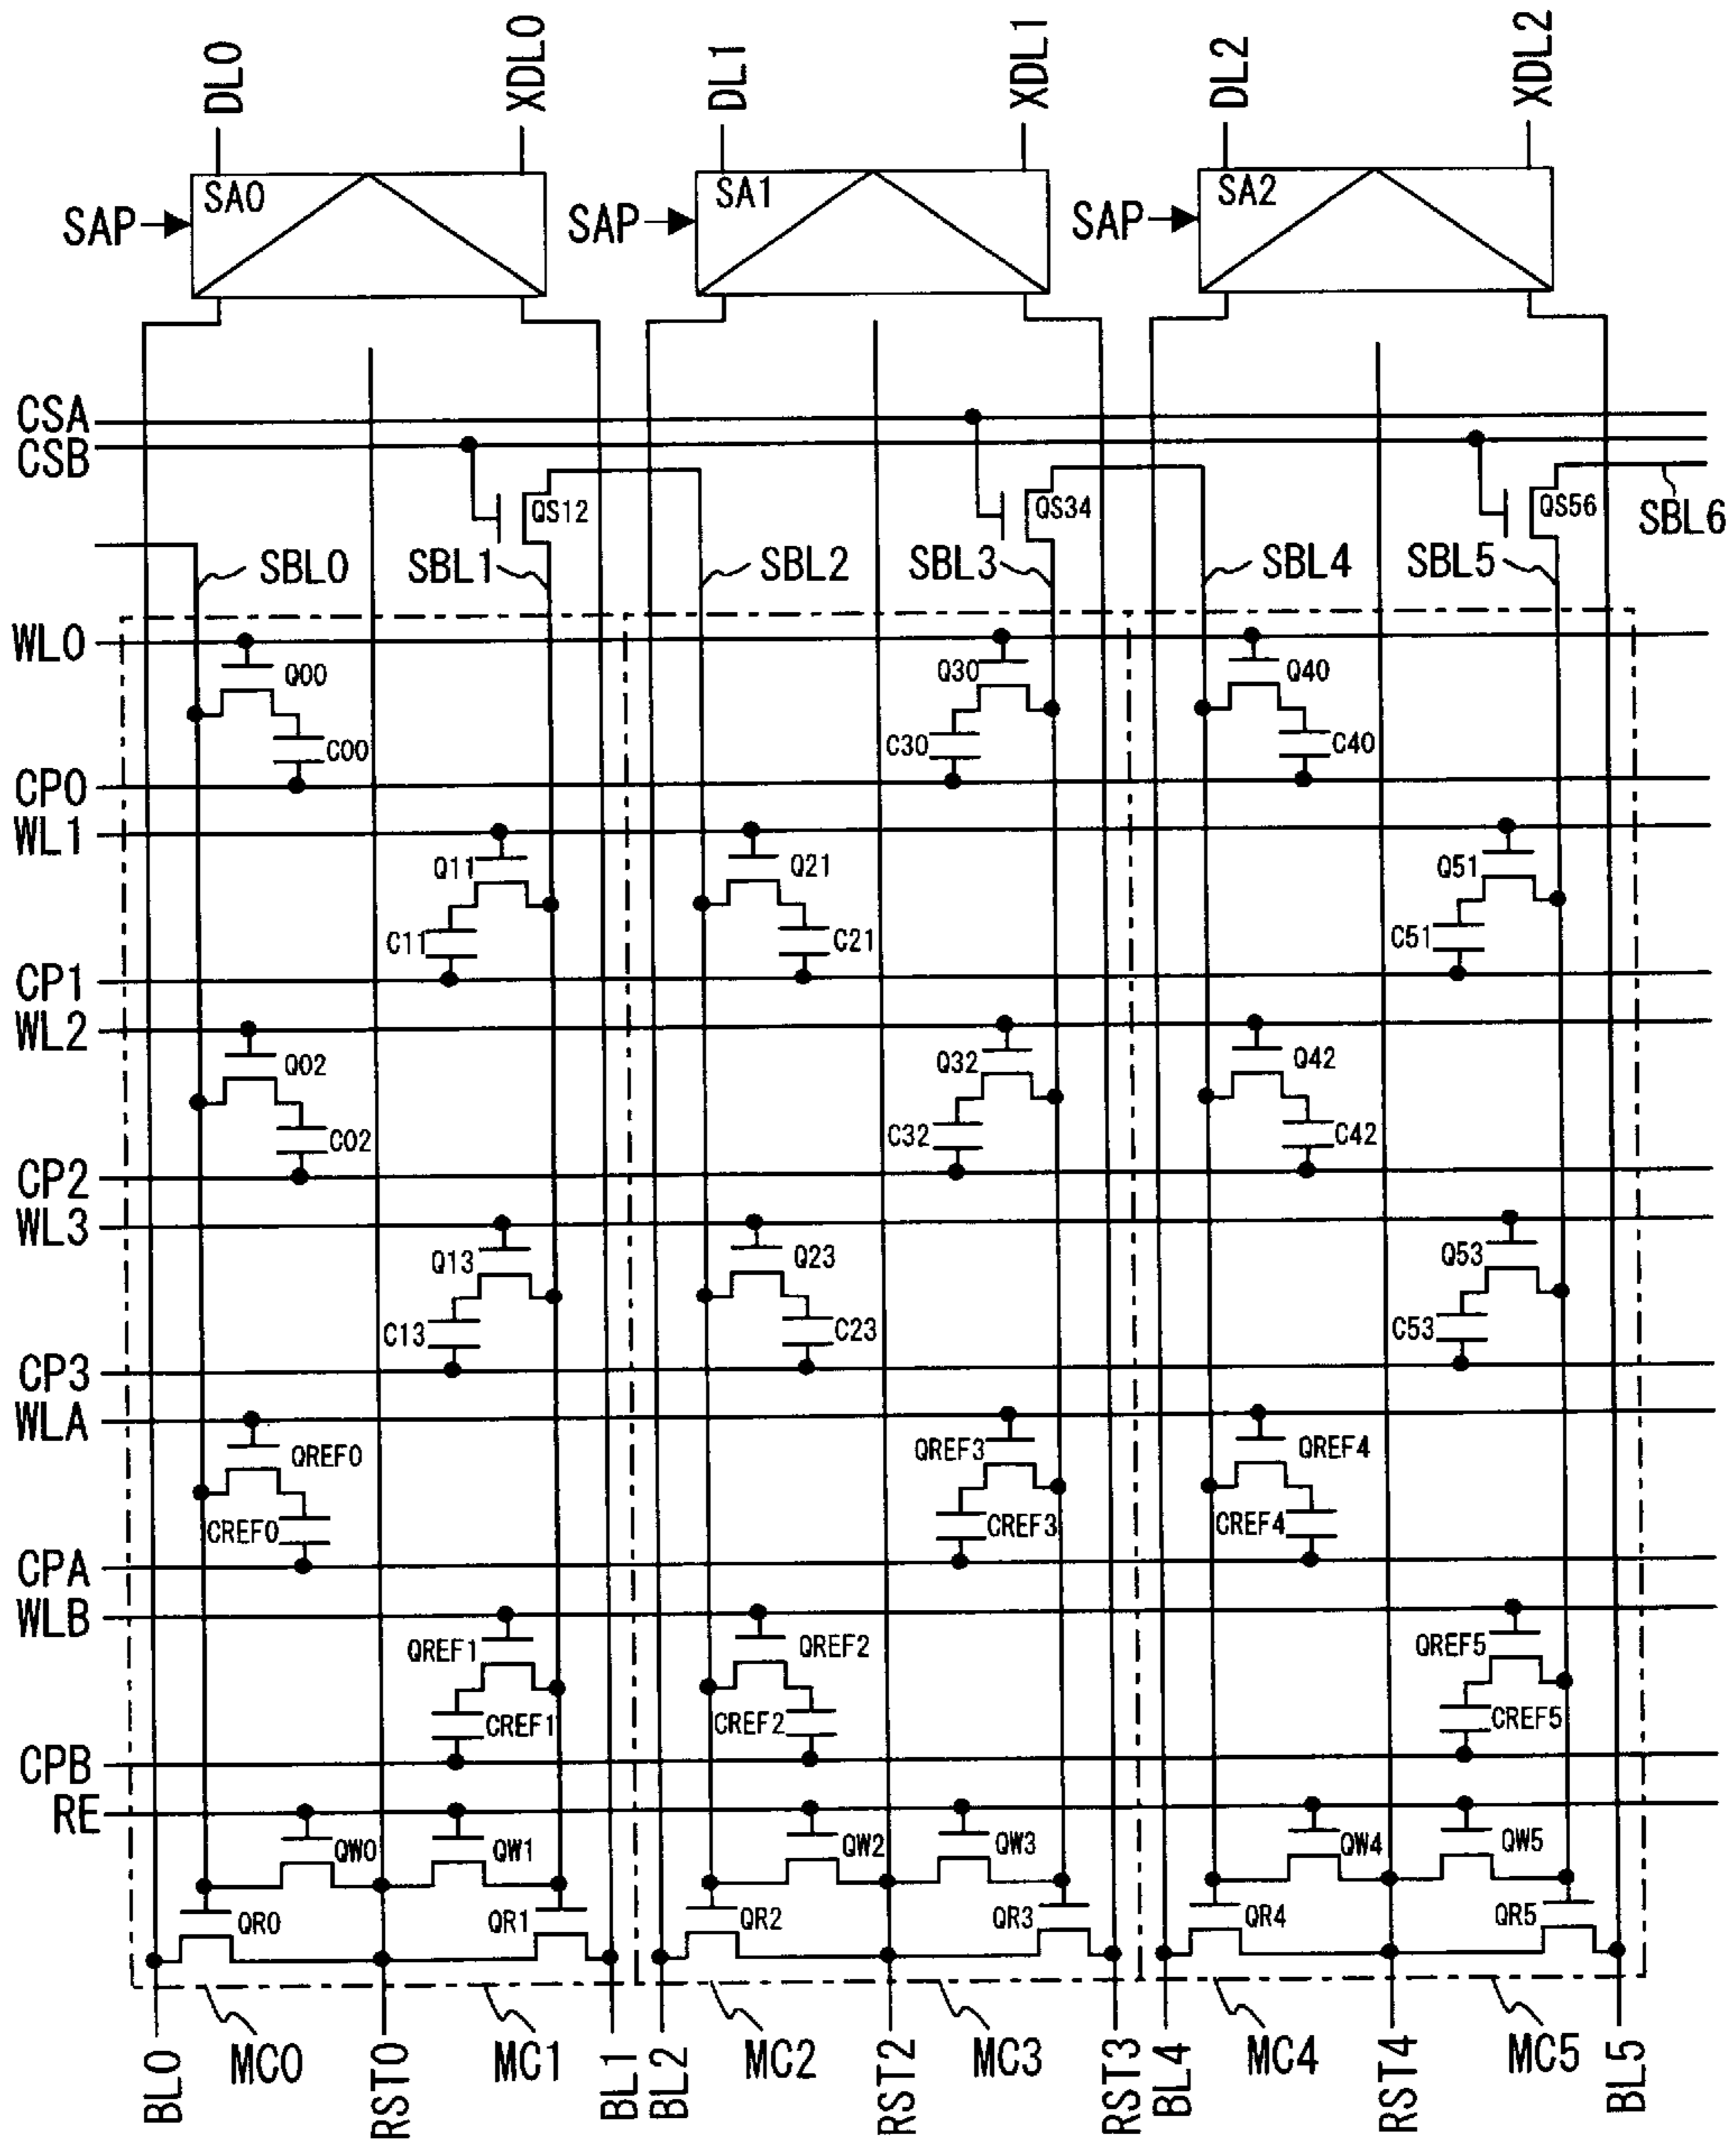 DL0 XDL0 DL1 XDL1 DL2 XDL2
SA0 SA1 SA2
SAP SAP SAP
CSA
CSB
QS12 QS34 QS56
SBL6
SBL0 SBL1 SBL2 SBL3 SBL4 SBL5
WL0
Q00 Q30 Q40
C00 C30 C40
CP0
WL1
Q11 Q21 Q51
C11 C21 C51
CP1
WL2
Q02 Q32 Q42
C02 C32 C42
CP2
WL3
Q13 Q23 Q53
C13 C23 C53
CP3
WLA
QREF0 QREF3 QREF4
CREF0 CREF3 CREF4
CPA
WLB
QREF1 QREF2 QREF5
CREF1 CREF2 CREF5
CPB
RE
QW0 QW1 QW2 QW3 QW4 QW5
QR0 QR1 QR2 QR3 QR4 QR5
MC0 MC1 MC2 MC3 MC4 MC5
BL0 RST0 BL1 BL2 RST2 RST3 BL4 RST4 BL5